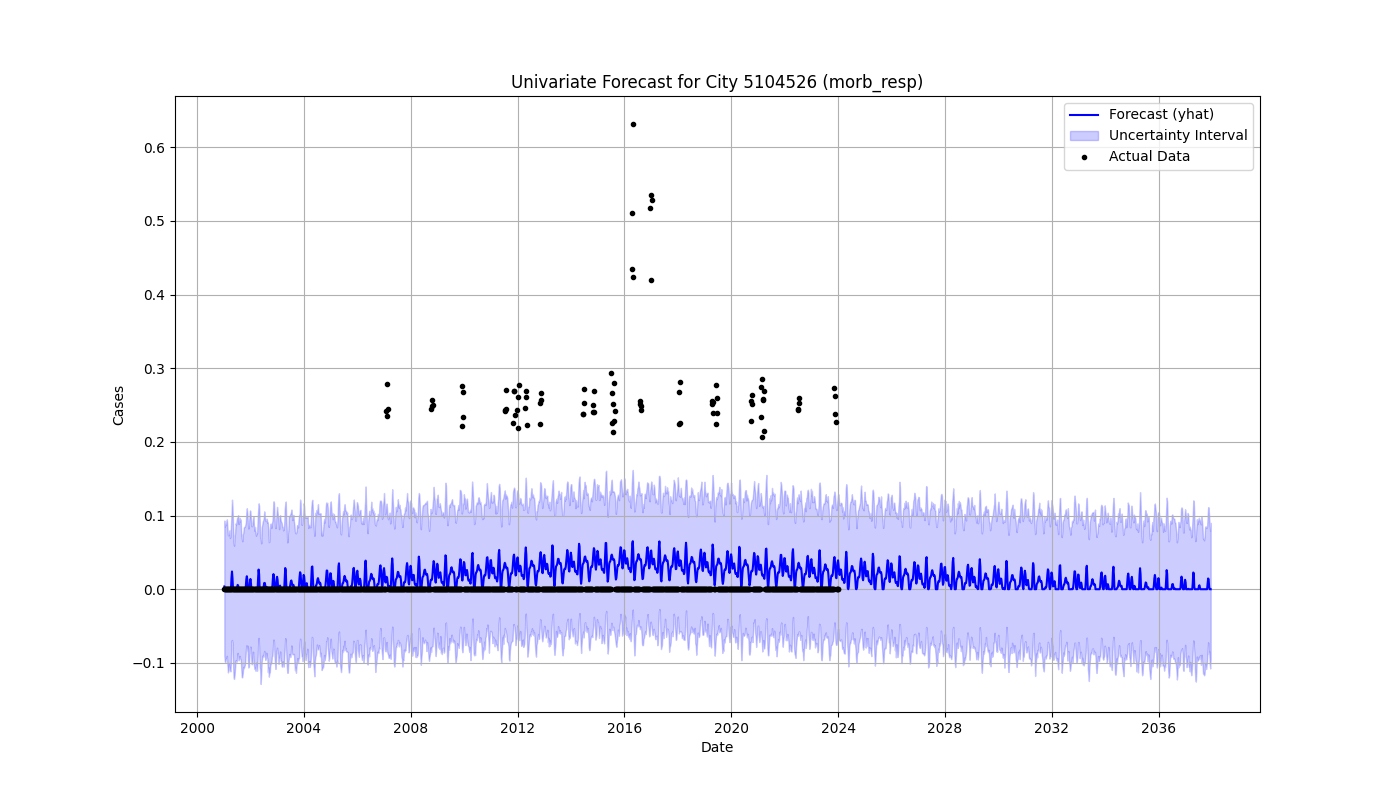 Univariate Forecast for City 5104526 (morb_resp)
Forecast (yhat)
Uncertainty Interval
Actual Data
Cases
0.6
0.5
0.4
0.3
0.2
0.1
0.0
−0.1
2000 2004 2008 2012 2016 2020 2024 2028 2032 2036
Date